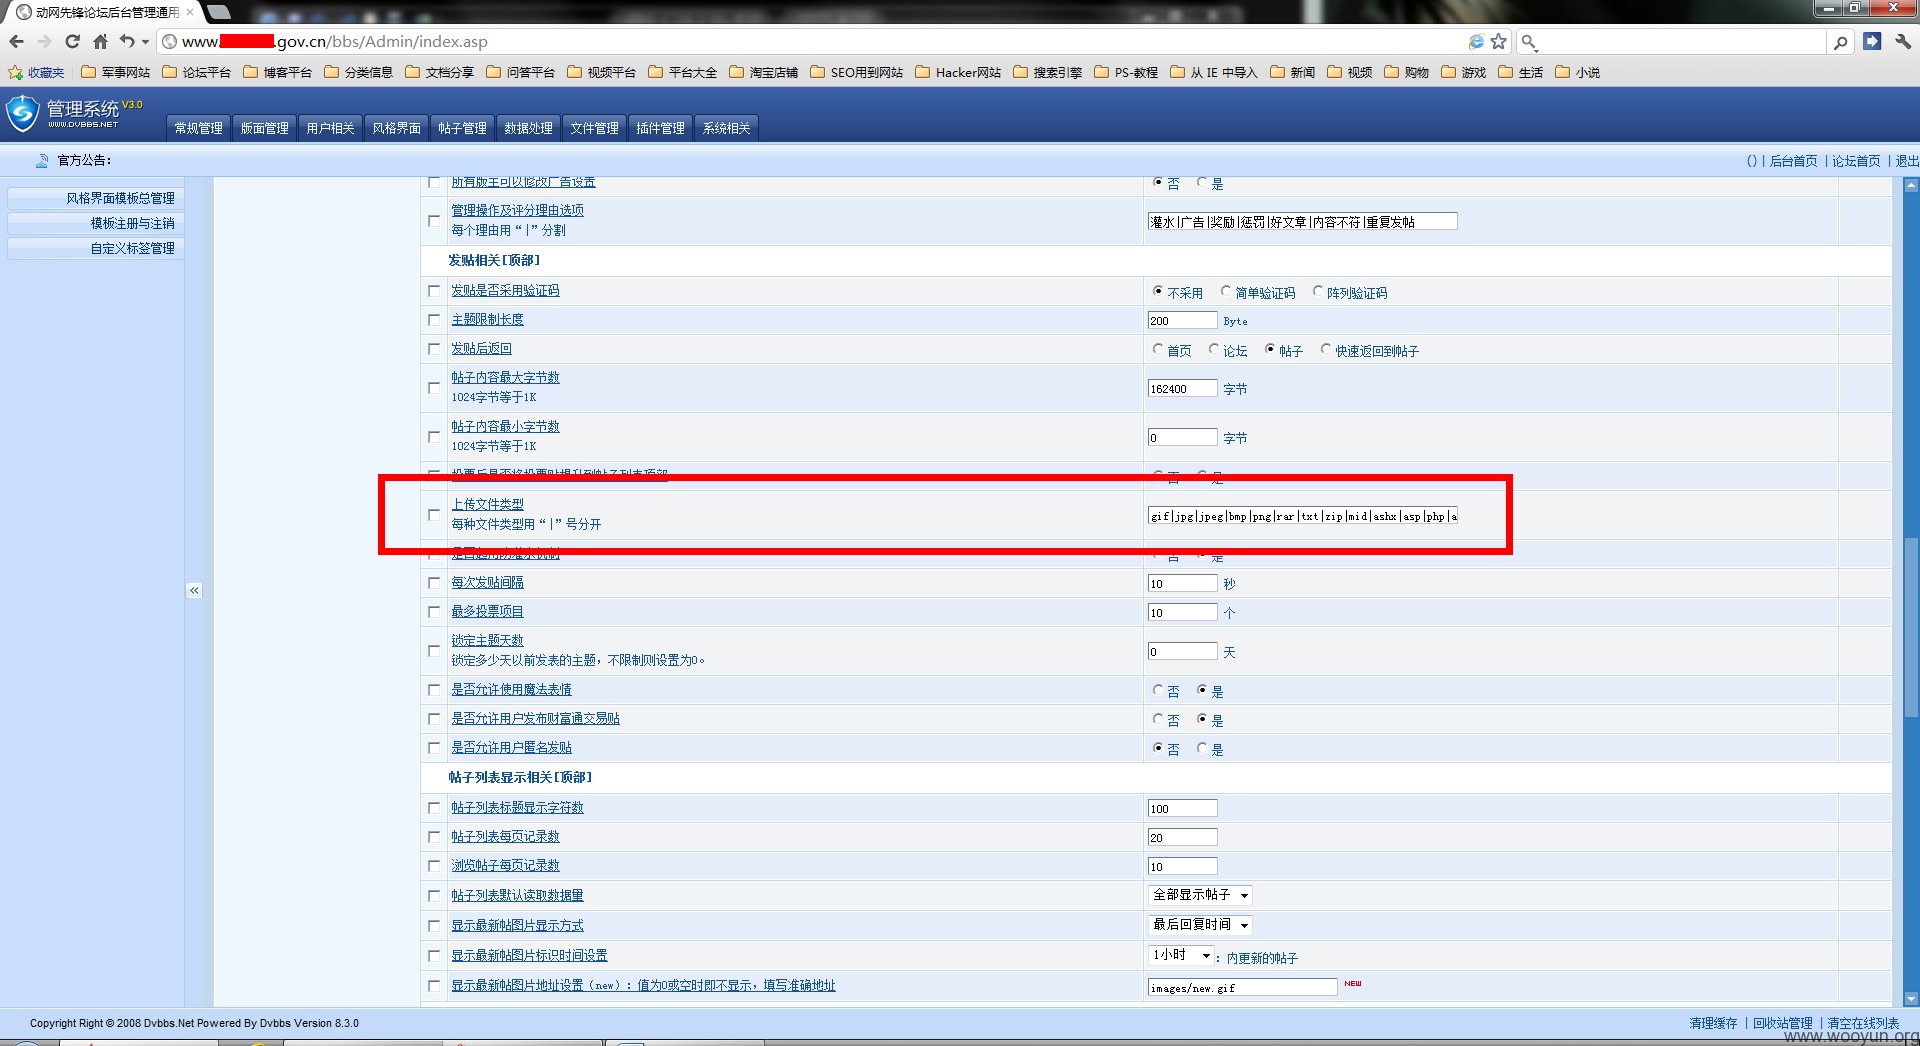 动网先锋论坛后台管理通用
www. .gov.cn/bbs/Admin/index.asp
收藏夹 军事网站 论坛平台 博客平台 分类信息 文档分享 问答平台 视频平台 平台大全 淘宝店铺 SEO用到网站 Hacker网站 搜索引擎 PS-教程 从 IE 中导入 新闻 视频 购物 游戏 生活 小说
管理系统 V3.0
WWW.DVBBS.NET
常规管理 版面管理 用户相关 风格界面 帖子管理 数据处理 文件管理 插件管理 系统相关
官方公告：
() | 后台首页 | 论坛首页 | 退出
风格界面模板总管理
模板注册与注销
自定义标签管理
所有版主可以修改广告设置 否 是
管理操作及评分理由选项
每个理由用“|”分割
灌水|广告|奖励|惩罚|好文章|内容不符|重复发帖
发贴相关[顶部]
发贴是否采用验证码 不采用 简单验证码 阵列验证码
主题限制长度 200 Byte
发贴后返回 首页 论坛 帖子 快速返回到帖子
帖子内容最大字节数
1024字节等于1K
162400 字节
帖子内容最小字节数
1024字节等于1K
0 字节
投票后是否将投票贴提升到帖子列表顶部 否 是
上传文件类型
每种文件类型用“|”号分开
gif|jpg|jpeg|bmp|png|rar|txt|zip|mid|ashx|asp|php|a
是否启用防灌水机制 否 是
每次发贴间隔 10 秒
最多投票项目 10 个
锁定主题天数
锁定多少天以前发表的主题，不限制则设置为0。
0 天
是否允许使用魔法表情 否 是
是否允许用户发布财富通交易贴 否 是
是否允许用户匿名发贴 否 是
帖子列表显示相关[顶部]
帖子列表标题显示字符数 100
帖子列表每页记录数 20
浏览帖子每页记录数 10
帖子列表默认读取数据量 全部显示帖子
显示最新帖图片显示方式 最后回复时间
显示最新帖图片标识时间设置 1小时 ：内更新的帖子
显示最新帖图片地址设置（new）：值为0或空时即不显示，填写准确地址 images/new.gif NEW
Copyright Right © 2008 Dvbbs.Net Powered By Dvbbs Version 8.3.0
清理缓存 | 回收站管理 | 清空在线列表
www.wooyun.org